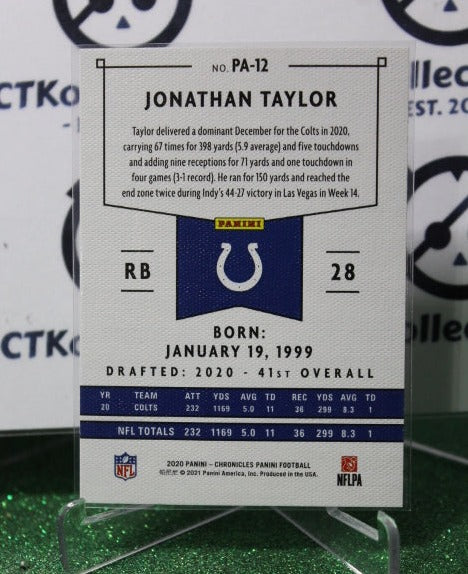 NO. PA-12
JONATHAN TAYLOR
Taylor delivered a dominant December for the Colts in 2020,
carrying 67 times for 398 yards (5.9 average) and five touchdowns
and adding nine receptions for 71 yards and one touchdown in
four games (3-1 record). He ran for 150 yards and reached the
end zone twice during Indy's 44-27 victory in Las Vegas in Week 14.
PANINI
RB 28
BORN:
JANUARY 19, 1999
DRAFTED: 2020 - 41ST OVERALL
YR TEAM ATT YDS AVG TD REC YDS AVG TD
20 COLTS 232 1169 5.0 11 36 299 8.3 1
NFL TOTALS 232 1169 5.0 11 36 299 8.3 1
2020 PANINI – CHRONICLES PANINI FOOTBALL
© 2021 Panini America, Inc. Produced in the USA.
NFL
NFLPA
CTKo
llec
EST. 20
CTKo
ollec